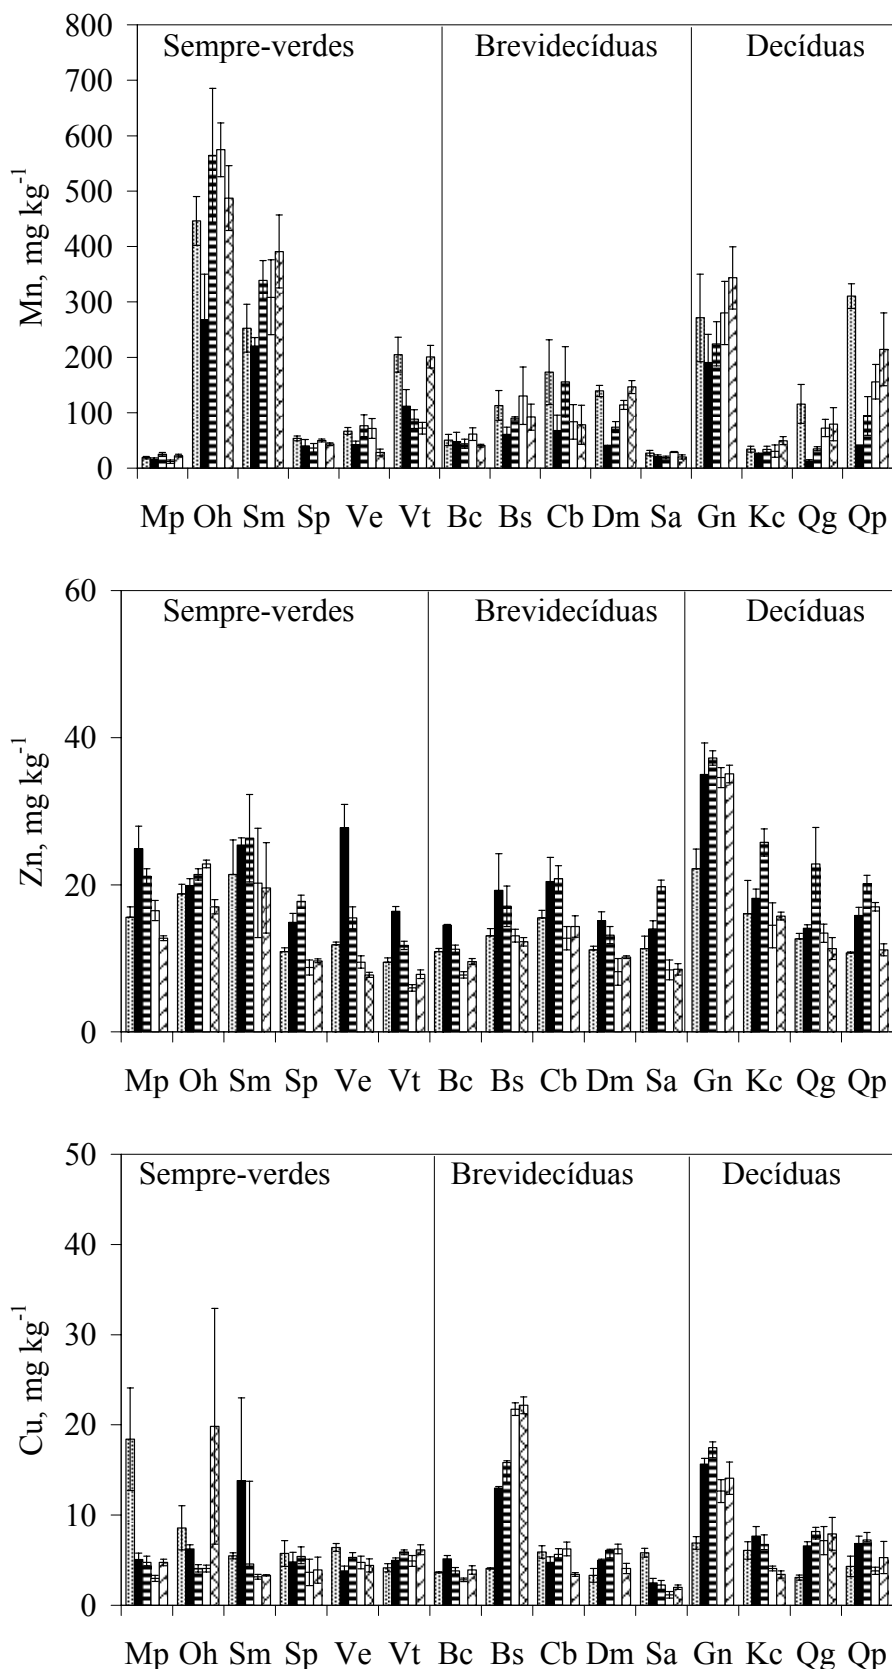 800
Sempre-verdes Brevidecíduas Decíduas
700
600
500
400
300
200
100
0
Mn, mg kg-1
Mp Oh Sm Sp Ve Vt Bc Bs Cb Dm Sa Gn Kc Qg Qp
60
Sempre-verdes Brevidecíduas Decíduas
40
20
0
Zn, mg kg-1
Mp Oh Sm Sp Ve Vt Bc Bs Cb Dm Sa Gn Kc Qg Qp
50
Sempre-verdes Brevidecíduas Decíduas
40
30
20
10
0
Cu, mg kg-1
Mp Oh Sm Sp Ve Vt Bc Bs Cb Dm Sa Gn Kc Qg Qp